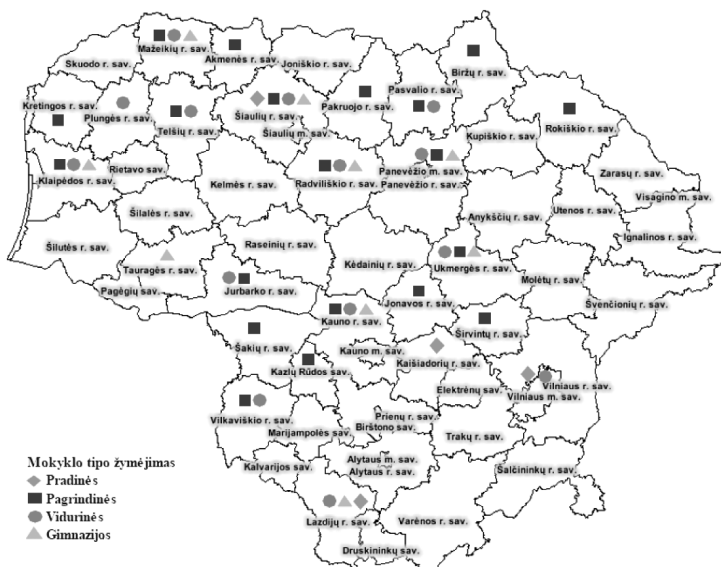 Mažeikių r. sav.
Akmenės r. sav.
Skuodo r. sav.
Joniškio r. sav.
Biržų r. sav.
Pasvalio r. sav.
Kretingos r. sav.
Plungės r. sav.
Telšių r. sav.
Šiaulių r. sav.
Šiaulių m. sav.
Pakruojo r. sav.
Rokiškio r. sav.
Kupiškio r. sav.
Klaipėdos r. sav.
Rietavo sav.
Kelmės r. sav.
Radviliškio r. sav.
Panevėžio m. sav.
Panevėžio r. sav.
Zarasų r. sav.
Visagino m. sav.
Šilalės r. sav.
Anykščių r. sav.
Utenos r. sav.
Ignalinos r. sav.
Šilutės r. sav.
Raseinių r. sav.
Kėdainių r. sav.
Ukmergės r. sav.
Tauragės r. sav.
Molėtų r. sav.
Pagėgių sav.
Jurbarko r. sav.
Švenčionių r. sav.
Jonavos r. sav.
Kauno r. sav.
Širvintų r. sav.
Šakių r. sav.
Kauno m. sav.
Kaišiadorių r. sav.
Kazlų Rūdos sav.
Elektrėnų sav.
Vilniaus r. sav.
Vilniaus m. sav.
Vilkaviškio r. sav.
Prienų r. sav.
Birštono sav.
Marijampolės sav.
Trakų r. sav.
Alytaus m. sav.
Alytaus r. sav.
Kalvarijos sav.
Šalčininkų r. sav.
Lazdijų r. sav.
Varėnos r. sav.
Druskininkų sav.
Mokyklo tipo žymėjimas
Pradinės
Pagrindinės
Vidurinės
Gimnazijos